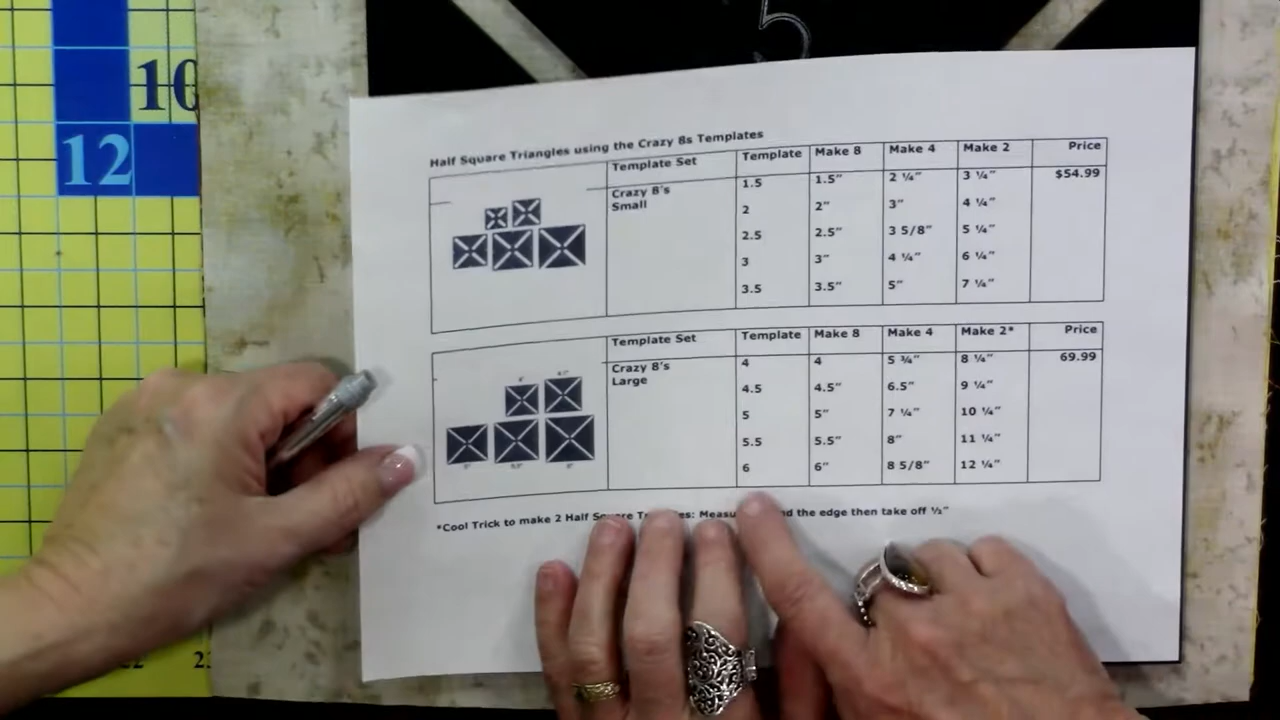 5
10
12
Half Square Triangles using the Crazy 8s Templates
Template Set Template Make 8 Make 4 Make 2 Price
Crazy 8's Small 1.5 1.5" 2 ¼" 3 ¼" $54.99
2 2" 3" 4 ¼"
2.5 2.5" 3 5/8" 5 ¼"
3 3" 4 ¼" 6 ¼"
3.5 3.5" 5" 7 ¼"
Template Set Template Make 8 Make 4 Make 2* Price
Crazy 8's Large 4 4 5 ¾" 8 ¼" 69.99
4.5 4.5" 6.5" 9 ¼"
5 5" 7 ¼" 10 ¼"
5.5 5.5" 8" 11 ¼"
6 6" 8 5/8" 12 ¼"
*Cool Trick to make 2 Half the edge then take off ½"